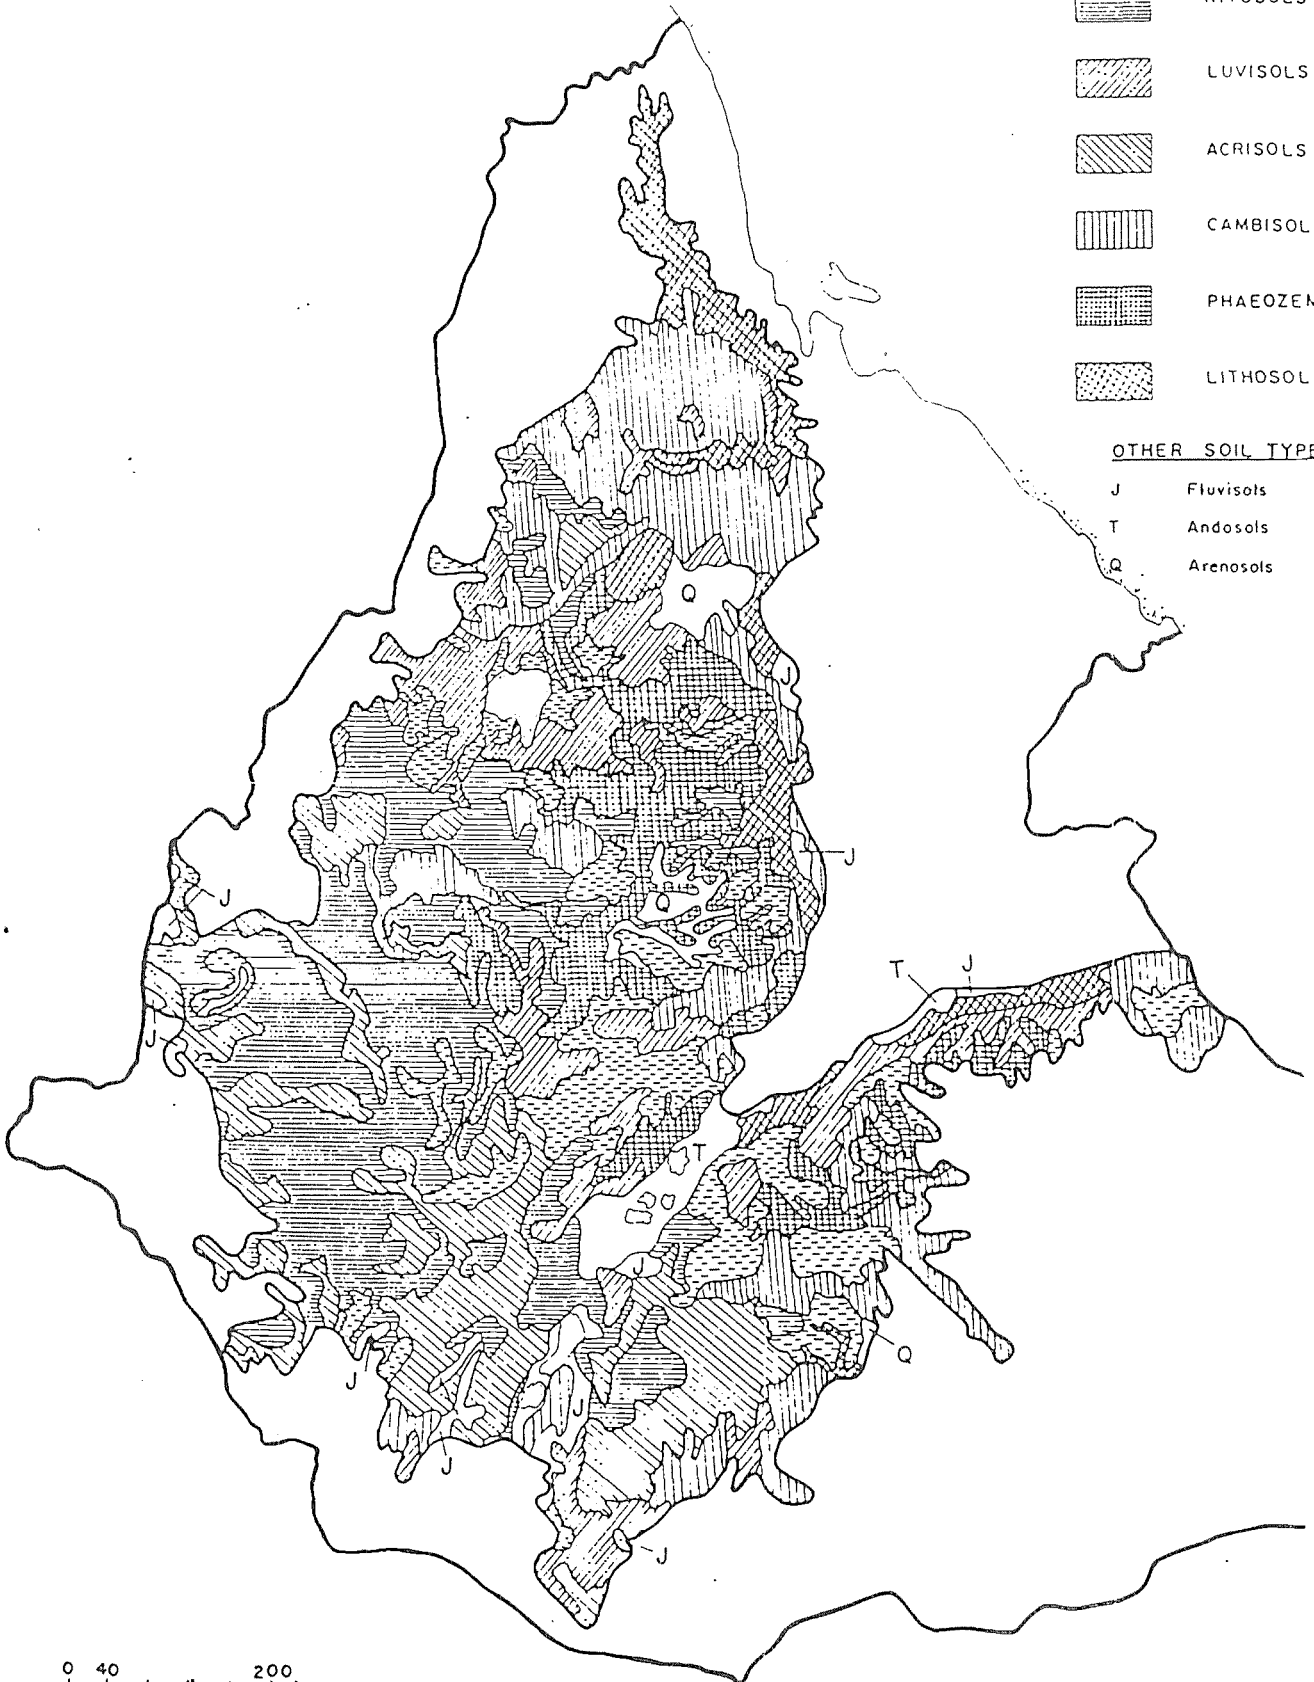 LUVISOLS
ACRISOLS
CAMBISOL
PHAEOZEM
LITHOSOL
OTHER SOIL TYPE
J Fluvisols
T Andosols
Q Arenosols
Q
J
J
Q
J
T J
J
T
J
Q
J
J
J
J
0 40 200